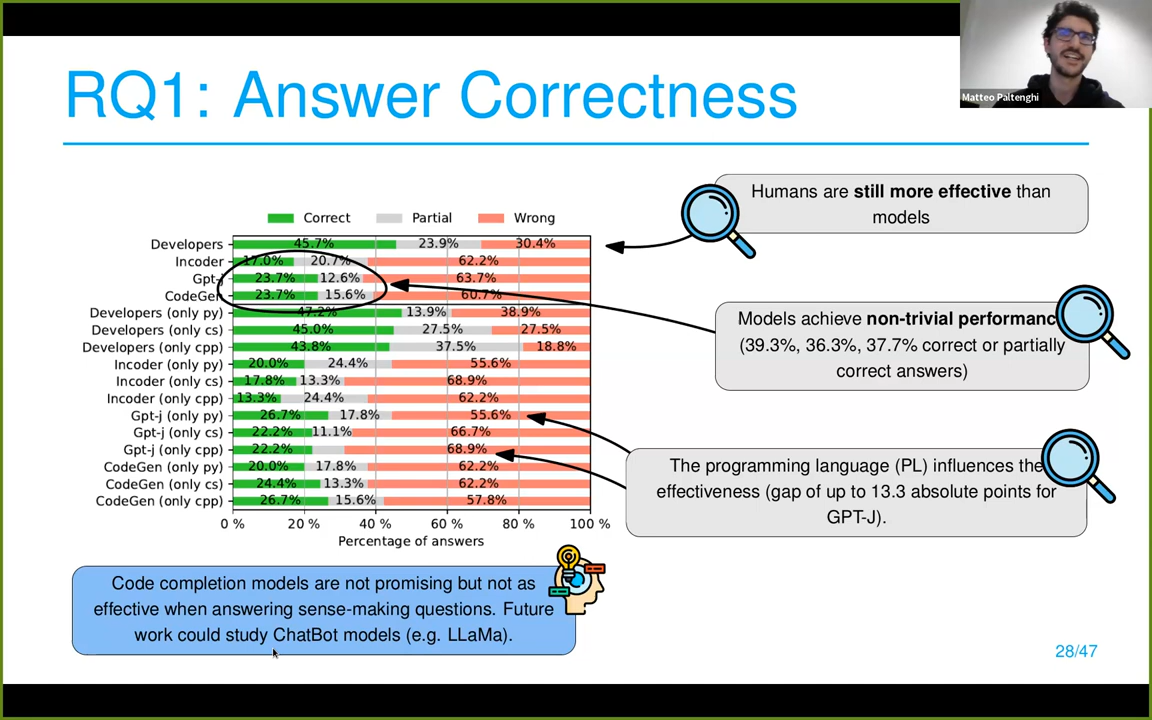 RQ1: Answer Correctness
Matteo Paltenghi
Humans are still more effective than
models
Correct Partial Wrong
Developers 45.7% 23.9% 30.4%
Incoder 17.0% 20.7% 62.2%
Gpt-j 23.7% 12.6% 63.7%
CodeGen 23.7% 15.6% 60.7%
Developers (only py) 47.2% 13.9% 38.9%
Developers (only cs) 45.0% 27.5% 27.5%
Developers (only cpp) 43.8% 37.5% 18.8%
Incoder (only py) 20.0% 24.4% 55.6%
Incoder (only cs) 17.8% 13.3% 68.9%
Incoder (only cpp) 13.3% 24.4% 62.2%
Gpt-j (only py) 26.7% 17.8% 55.6%
Gpt-j (only cs) 22.2% 11.1% 66.7%
Gpt-j (only cpp) 22.2% 68.9%
CodeGen (only py) 20.0% 17.8% 62.2%
CodeGen (only cs) 24.4% 13.3% 62.2%
CodeGen (only cpp) 26.7% 15.6% 57.8%
0 % 20 % 40 % 60 % 80 % 100 %
Percentage of answers
Models achieve non-trivial performanc
(39.3%, 36.3%, 37.7% correct or partially
correct answers)
The programming language (PL) influences the
effectiveness (gap of up to 13.3 absolute points for
GPT-J).
Code completion models are not promising but not as
effective when answering sense-making questions. Future
work could study ChatBot models (e.g. LLaMa).
28/47